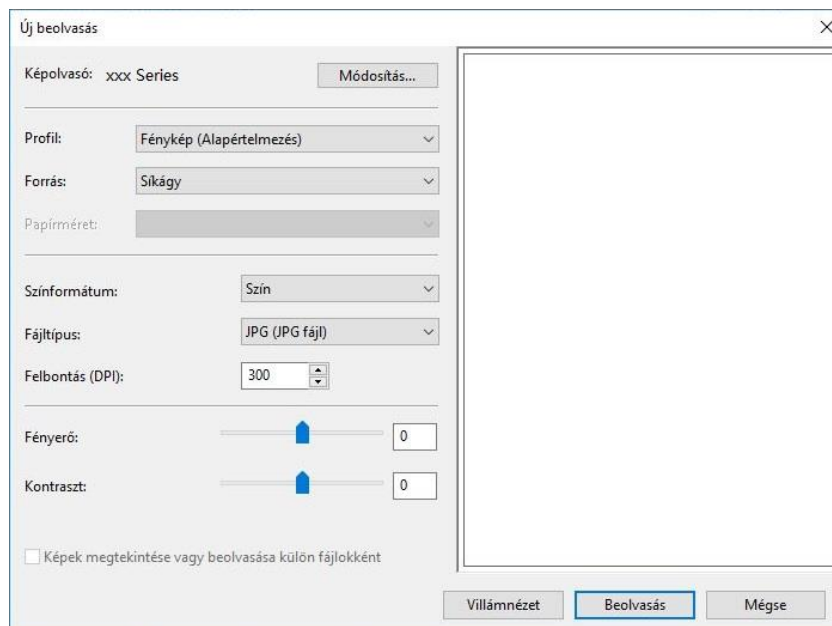 Új beolvasás
Képolvasó: xxx Series Módosítás...
Profil: Fénykép (Alapértelmezés)
Forrás: Síkágy
Papírméret:
Színformátum: Szín
Fájltípus: JPG (JPG fájl)
Felbontás (DPI): 300
Fényerő: 0
Kontraszt: 0
Képek megtekintése vagy beolvasása külön fájlokként
Villámnézet Beolvasás Mégse